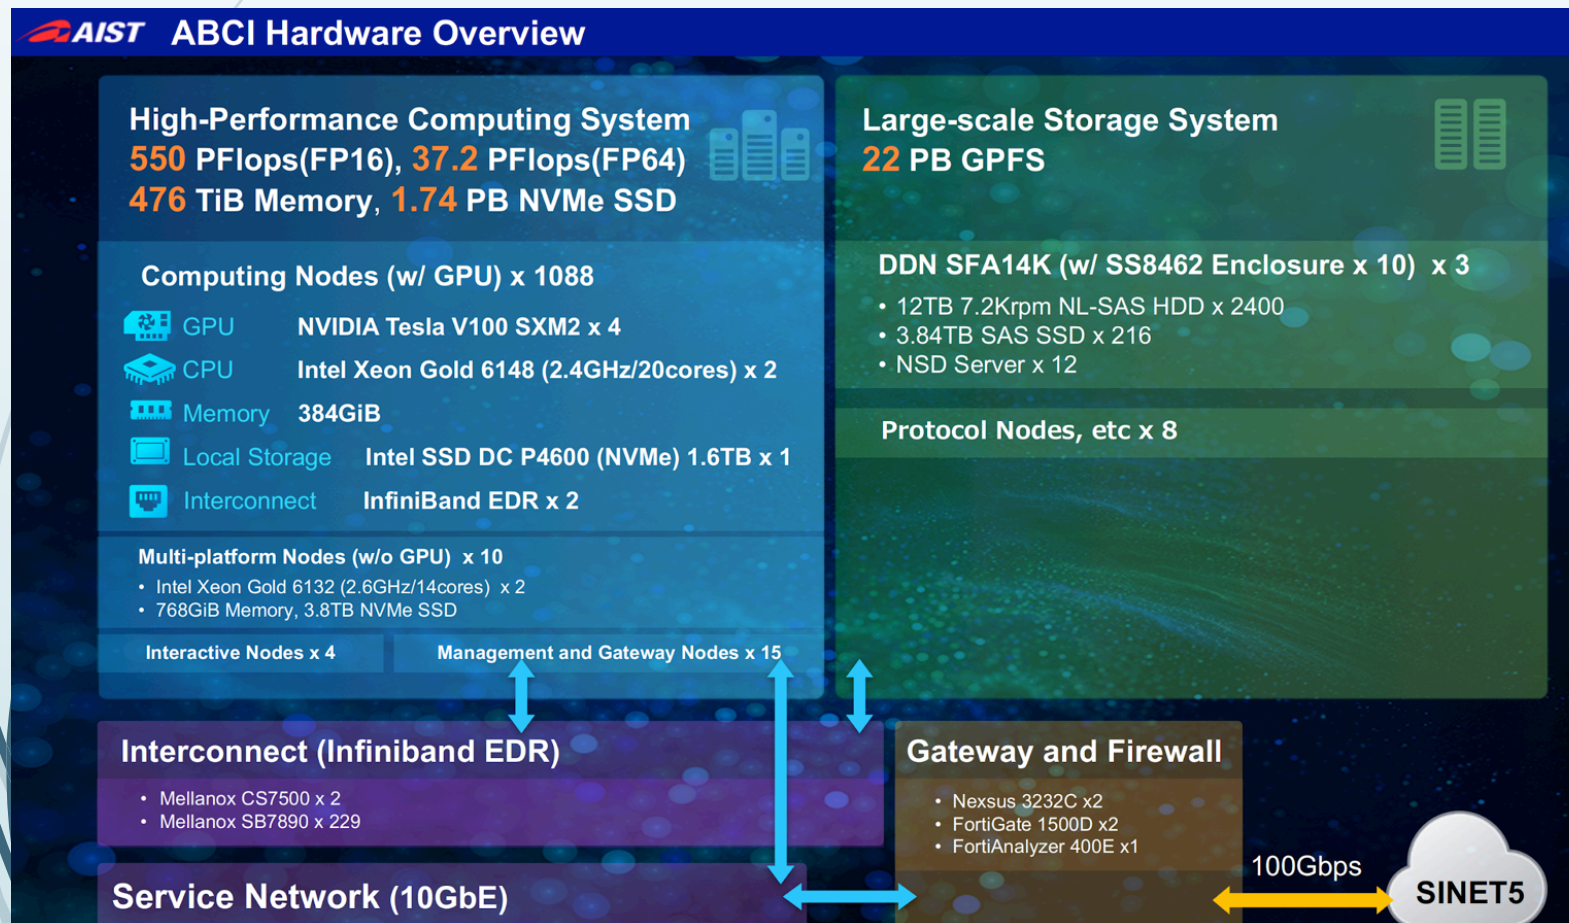 AIST ABCI Hardware Overview
High-Performance Computing System
550 PFlops(FP16), 37.2 PFlops(FP64)
476 TiB Memory, 1.74 PB NVMe SSD
Computing Nodes (w/ GPU) x 1088
GPU NVIDIA Tesla V100 SXM2 x 4
CPU Intel Xeon Gold 6148 (2.4GHz/20cores) x 2
Memory 384GiB
Local Storage Intel SSD DC P4600 (NVMe) 1.6TB x 1
Interconnect InfiniBand EDR x 2
Multi-platform Nodes (w/o GPU) x 10
• Intel Xeon Gold 6132 (2.6GHz/14cores) x 2
• 768GiB Memory, 3.8TB NVMe SSD
Interactive Nodes x 4
Management and Gateway Nodes x 15
Large-scale Storage System
22 PB GPFS
DDN SFA14K (w/ SS8462 Enclosure x 10) x 3
• 12TB 7.2Krpm NL-SAS HDD x 2400
• 3.84TB SAS SSD x 216
• NSD Server x 12
Protocol Nodes, etc x 8
Interconnect (Infiniband EDR)
• Mellanox CS7500 x 2
• Mellanox SB7890 x 229
Service Network (10GbE)
Gateway and Firewall
• Nexsus 3232C x2
• FortiGate 1500D x2
• FortiAnalyzer 400E x1
100Gbps
SINET5